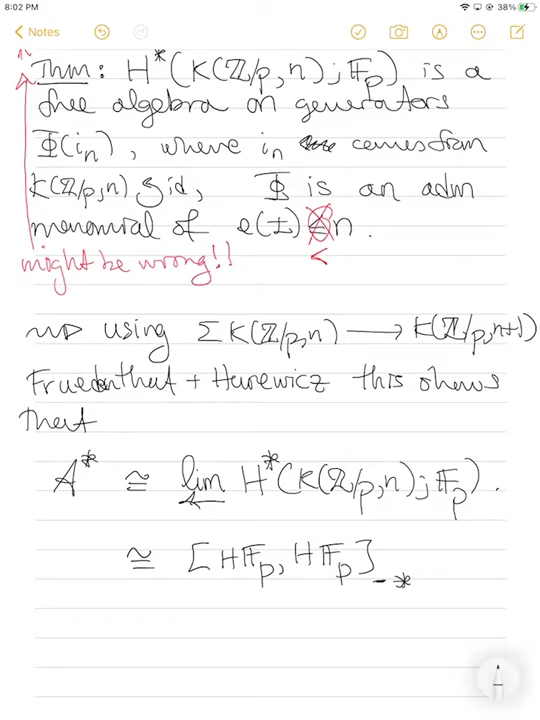 8:02 PM 38%
Notes
Thm: H*(K(ℤ/p, n); 𝔽p) is a
free algebra on generators
Φ(in), where in comes from
K(ℤ/p,n) id, Φ is an adm
monomial of e(I) ≤ n.
<
might be wrong!!
using ΣK(ℤ/p,n) → K(ℤ/p,n+1)
Fruedenthal + Hurewicz this shows
that
A* ≅ lim H*(K(ℤ/p,n); 𝔽p).
←
≅ [H𝔽p, H𝔽p]-*